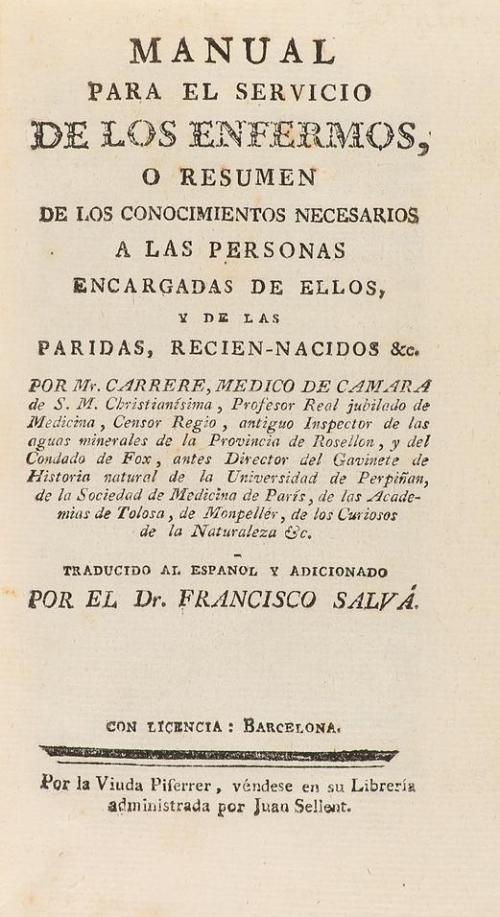 MANUAL
PARA EL SERVICIO
DE LOS ENFERMOS,
O RESUMEN
DE LOS CONOCIMIENTOS NECESARIOS
A LAS PERSONAS
ENCARGADAS DE ELLOS,
Y DE LAS
PARIDAS, RECIEN-NACIDOS &c.
POR Mr. CARRERE, MEDICO DE CAMARA
de S. M. Christianísima, Profesor Real jubilado de
Medicina, Censor Regio, antiguo Inspector de las
aguas minerales de la Provincia de Rosellon, y del
Condado de Fox, antes Director del Gavinete de
Historia natural de la Universidad de Perpiñan,
de la Sociedad de Medicina de París, de las Acade-
mias de Tolosa, de Monpellér, de los Curiosos
de la Naturaleza &c.
TRADUCIDO AL ESPAÑOL Y ADICIONADO
POR EL Dr. FRANCISCO SALVÁ.
CON LICENCIA: BARCELONA.
Por la Viuda Piferrer, véndese en su Librería
administrada por Juan Sellent.